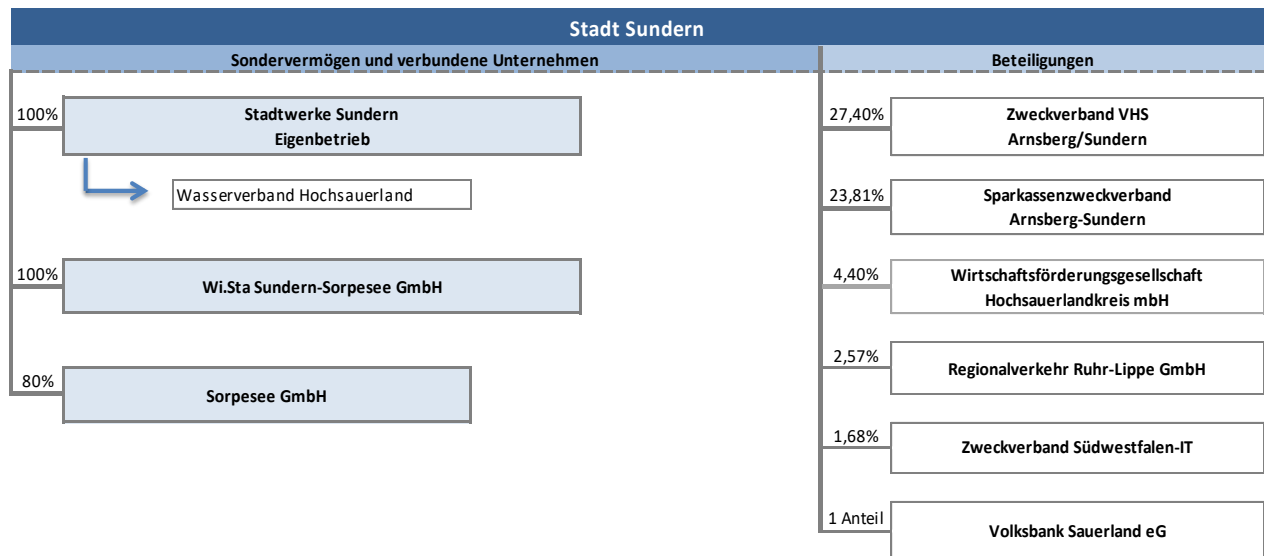 Stadt Sundern
Sondervermögen und verbundene Unternehmen
Beteiligungen
100%
Stadtwerke Sundern
Eigenbetrieb
Wasserverband Hochsauerland
100%
Wi.Sta Sundern-Sorpesee GmbH
80%
Sorpesee GmbH
27,40%
Zweckverband VHS
Arnsberg/Sundern
23,81%
Sparkassenzweckverband
Arnsberg-Sundern
4,40%
Wirtschaftsförderungsgesellschaft
Hochsauerlandkreis mbH
2,57%
Regionalverkehr Ruhr-Lippe GmbH
1,68%
Zweckverband Südwestfalen-IT
1 Anteil
Volksbank Sauerland eG